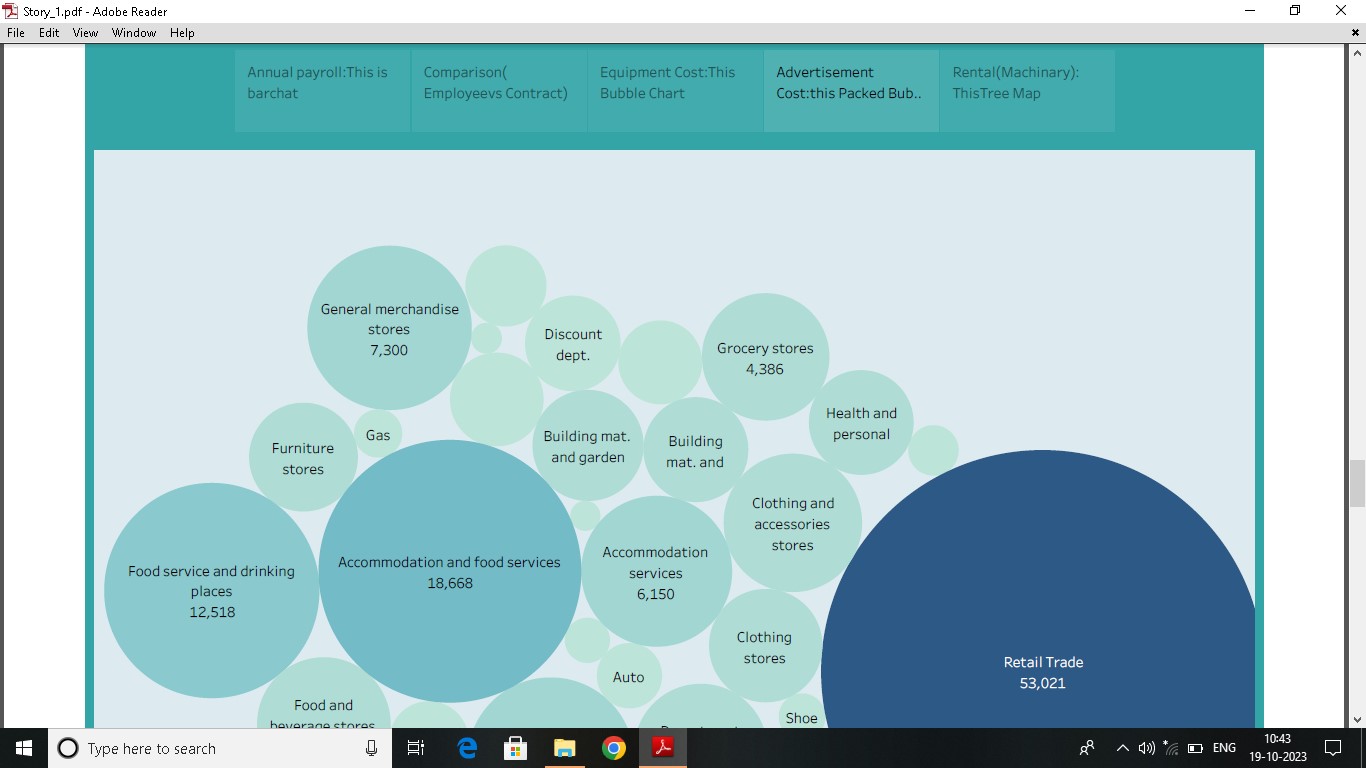 Story_1.pdf - Adobe Reader
File Edit View Window Help
Annual payroll:This is
barchat
Comparison(
Employeevs Contract)
Equipment Cost:This
Bubble Chart
Advertisement
Cost:this Packed Bub..
Rental(Machinary):
ThisTree Map
General merchandise
stores
7,300
Discount
dept.
Grocery stores
4,386
Health and
personal
Furniture
stores
Gas
Building mat.
and garden
Building
mat. and
Clothing and
accessories
stores
Food service and drinking
places
12,518
Accommodation and food services
18,668
Accommodation
services
6,150
Clothing
stores
Retail Trade
53,021
Auto
Food and
beverage stores
Shoe
Type here to search
ENG
10:43
19-10-2023